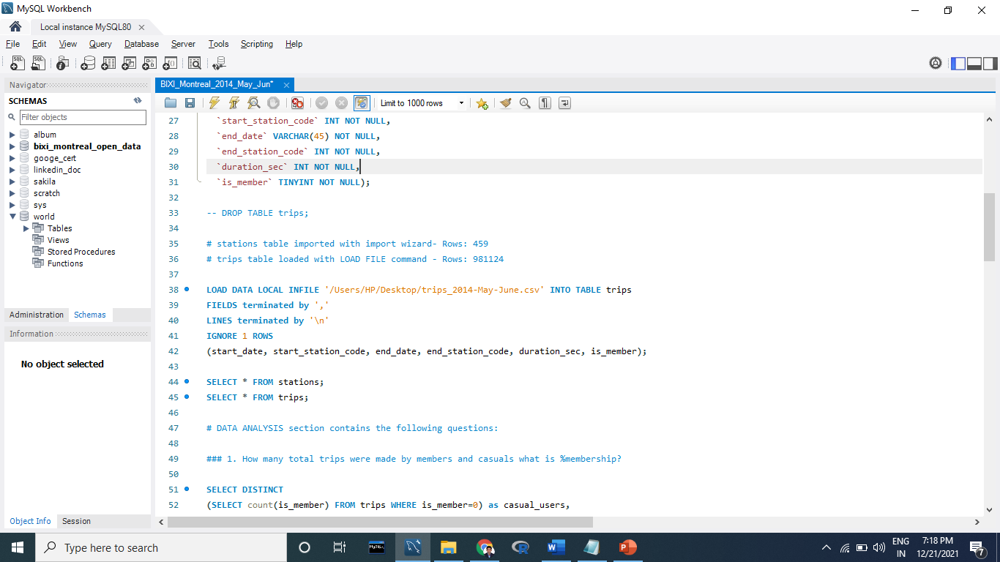 MySQL Workbench
Local instance MySQL80
File Edit View Query Database Server Tools Scripting Help
Navigator
SCHEMAS
Filter objects
album
bixi_montreal_open_data
googe_cert
linkedin_doc
sakila
scratch
sys
world
Tables
Views
Stored Procedures
Functions
Administration Schemas
Information
No object selected
Object Info Session
BIXI_Montreal_2014_May_Jun*
Limit to 1000 rows
27 `start_station_code` INT NOT NULL,
28 `end_date` VARCHAR(45) NOT NULL,
29 `end_station_code` INT NOT NULL,
30 `duration_sec` INT NOT NULL,
31 `is_member` TINYINT NOT NULL);
32
33 -- DROP TABLE trips;
34
35 # stations table imported with import wizard- Rows: 459
36 # trips table loaded with LOAD FILE command - Rows: 981124
37
38 LOAD DATA LOCAL INFILE '/Users/HP/Desktop/trips_2014-May-June.csv' INTO TABLE trips
39 FIELDS terminated by ','
40 LINES terminated by '\n'
41 IGNORE 1 ROWS
42 (start_date, start_station_code, end_date, end_station_code, duration_sec, is_member);
43
44 SELECT * FROM stations;
45 SELECT * FROM trips;
46
47 # DATA ANALYSIS section contains the following questions:
48
49 ### 1. How many total trips were made by members and casuals what is %membership?
50
51 SELECT DISTINCT
52 (SELECT count(is_member) FROM trips WHERE is_member=0) as casual_users,
Type here to search
ENG
IN
7:18 PM
12/21/2021
7